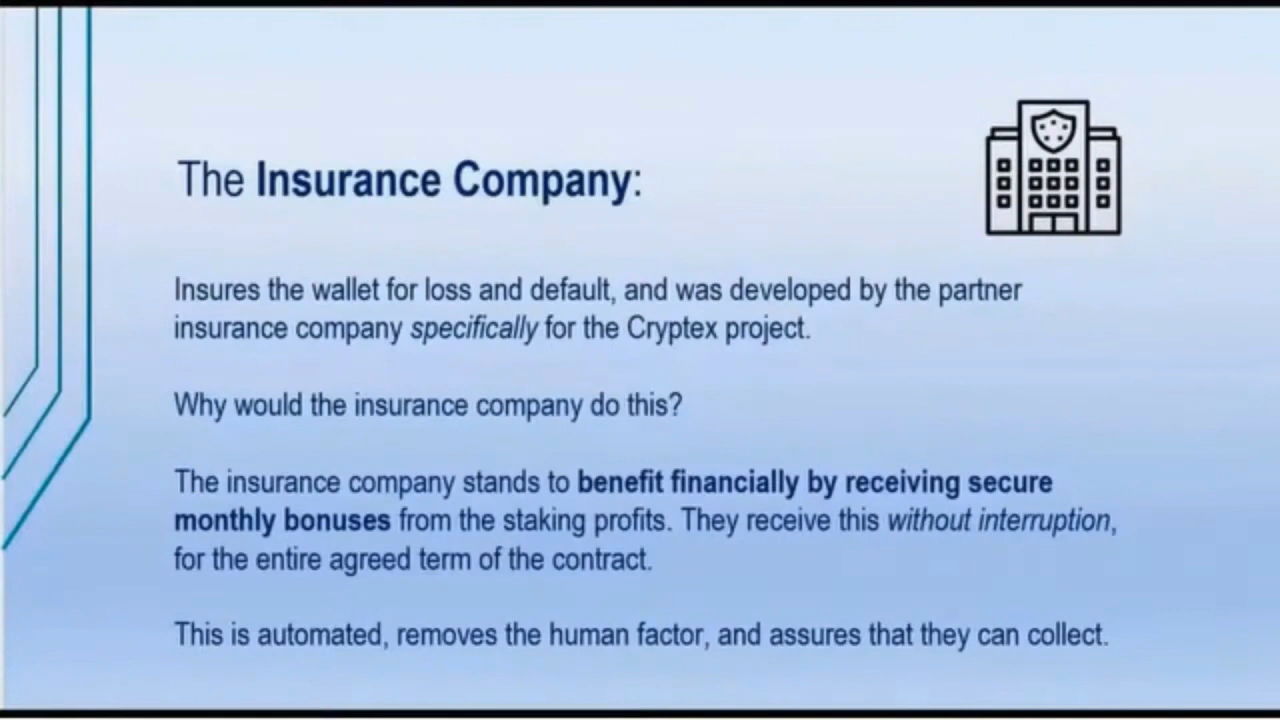 The Insurance Company:
Insures the wallet for loss and default, and was developed by the partner
insurance company specifically for the Cryptex project.
Why would the insurance company do this?
The insurance company stands to benefit financially by receiving secure
monthly bonuses from the staking profits. They receive this without interruption,
for the entire agreed term of the contract.
This is automated, removes the human factor, and assures that they can collect.